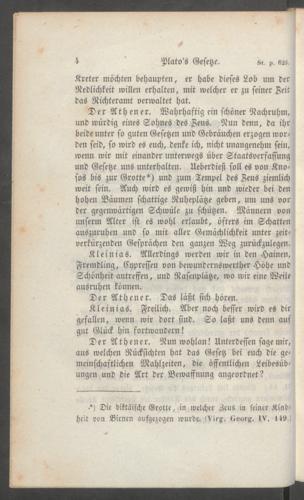 4 Plato's Gesetze. St. p. 625.
Kreter möchten behaupten, er habe dieses Lob um der
Redlichkeit willen erhalten, mit welcher er zu seiner Zeit
das Richteramt verwaltet hat.
Der Athener. Wahrhaftig ein schöner Nachruhm,
und würdig eines Sohnes des Zeus. Nun denn, da ihr
beide unter so guten Gesetzen und Gebräuchen erzogen wor-
den seid, so wird es euch, denke ich, nicht unangenehm sein,
wenn wir mit einander unterwegs über Staatsverfassung
und Gesetze uns unterhalten. Ueberdieß soll es von Kno-
sos bis zur Grotte*) und zum Tempel des Zeus ziemlich
weit sein. Auch wird es gewiß hin und wieder bei den
hohen Bäumen schattige Ruheplätze geben, um uns vor
der gegenwärtigen Schwüle zu schützen. Männern von
unserm Alter ist es wohl erlaubt, öfters im Schatten
auszuruhen und so mit aller Gemächlichkeit unter zeit-
verkürzenden Gesprächen den ganzen Weg zurückzulegen.
Kleinias. Allerdings werden wir in den Hainen,
Fremdling, Cypressen von bewundernswerther Höhe und
Schönheit antreffen, und Rasenplätze, wo wir eine Weile
ausruhen können.
Der Athener. Das läßt sich hören.
Kleinias. Freilich. Aber noch besser wird es dir
gefallen, wenn wir dort sind. So laßt uns denn auf
gut Glück hin fortwandern!
Der Athener. Nun wohlan! Unterdessen sage mir,
aus welchen Rücksichten hat das Gesetz bei euch die ge-
meinschaftlichen Mahlzeiten, die öffentlichen Leibesü-
dungen und die Art der Bewaffnung angeordnet?
*) Die diktäische Grotte, in welcher Zeus in seiner Kind-
heit von Bienen aufgezogen wurde. (Virg. Georg. IV. 149.)